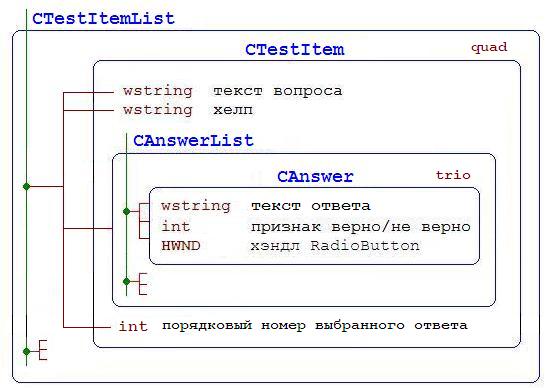 CTestItemList
CTestItem quad
wstring текст вопроса
wstring хелп
CAnswerList
CAnswer trio
wstring текст ответа
int признак верно/не верно
HWND хэндл RadioButton
int порядковый номер выбранного ответа